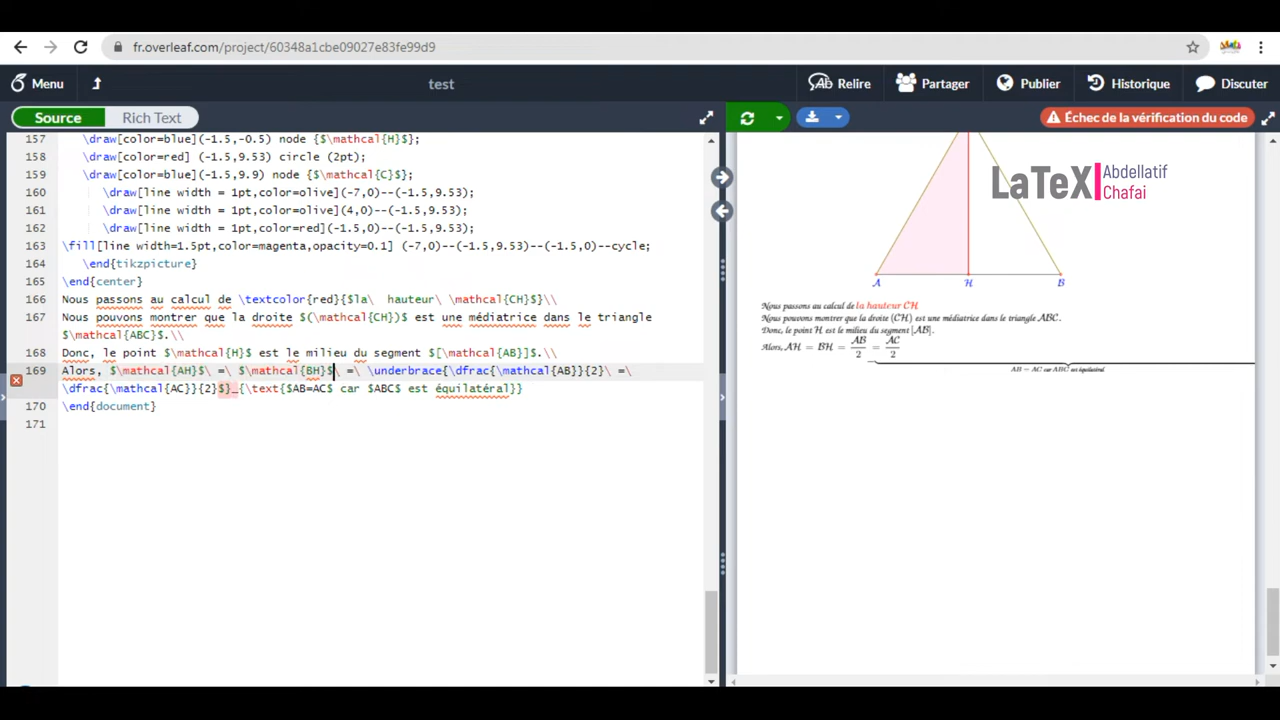 fr.overleaf.com/project/60348a1cbe09027e83fe99d9
Menu
test
Relire
Partager
Publier
Historique
Discuter
Source
Rich Text
Échec de la vérification du code
157 \draw[color=blue](-1.5,-0.5) node {$\mathcal{H}$};
158 \draw[color=red] (-1.5,9.53) circle (2pt);
159 \draw[color=blue](-1.5,9.9) node {$\mathcal{C}$};
160 \draw[line width = 1pt,color=olive](-7,0)--(-1.5,9.53);
161 \draw[line width = 1pt,color=olive](4,0)--(-1.5,9.53);
162 \draw[line width = 1pt,color=red](-1.5,0)--(-1.5,9.53);
163 \fill[line width=1.5pt,color=magenta,opacity=0.1] (-7,0)--(-1.5,9.53)--(-1.5,0)--cycle;
164 \end{tikzpicture}
165 \end{center}
166 Nous passons au calcul de \textcolor{red}{$la\ hauteur\ \mathcal{CH}$}\\
167 Nous pouvons montrer que la droite $(\mathcal{CH})$ est une médiatrice dans le triangle
$\mathcal{ABC}$.\\
168 Donc, le point $\mathcal{H}$ est le milieu du segment $[\mathcal{AB}]$.\\
169 Alors, $\mathcal{AH}$\ =\ $\mathcal{BH}$\ =\ \underbrace{\dfrac{\mathcal{AB}}{2}\ =\
\dfrac{\mathcal{AC}}{2}$}_{\text{$AB=AC$ car $ABC$ est équilatéral}}
170 \end{document}
171
LaTeX
Abdellatif
Chafai
A H B
Nous passons au calcul de la hauteur CH
Nous pouvons montrer que la droite (CH) est une médiatrice dans le triangle ABC.
Donc, le point H est le milieu du segment [AB].
Alors, AH = BH = AB/2 = AC/2
AB = AC car ABC est équilatéral